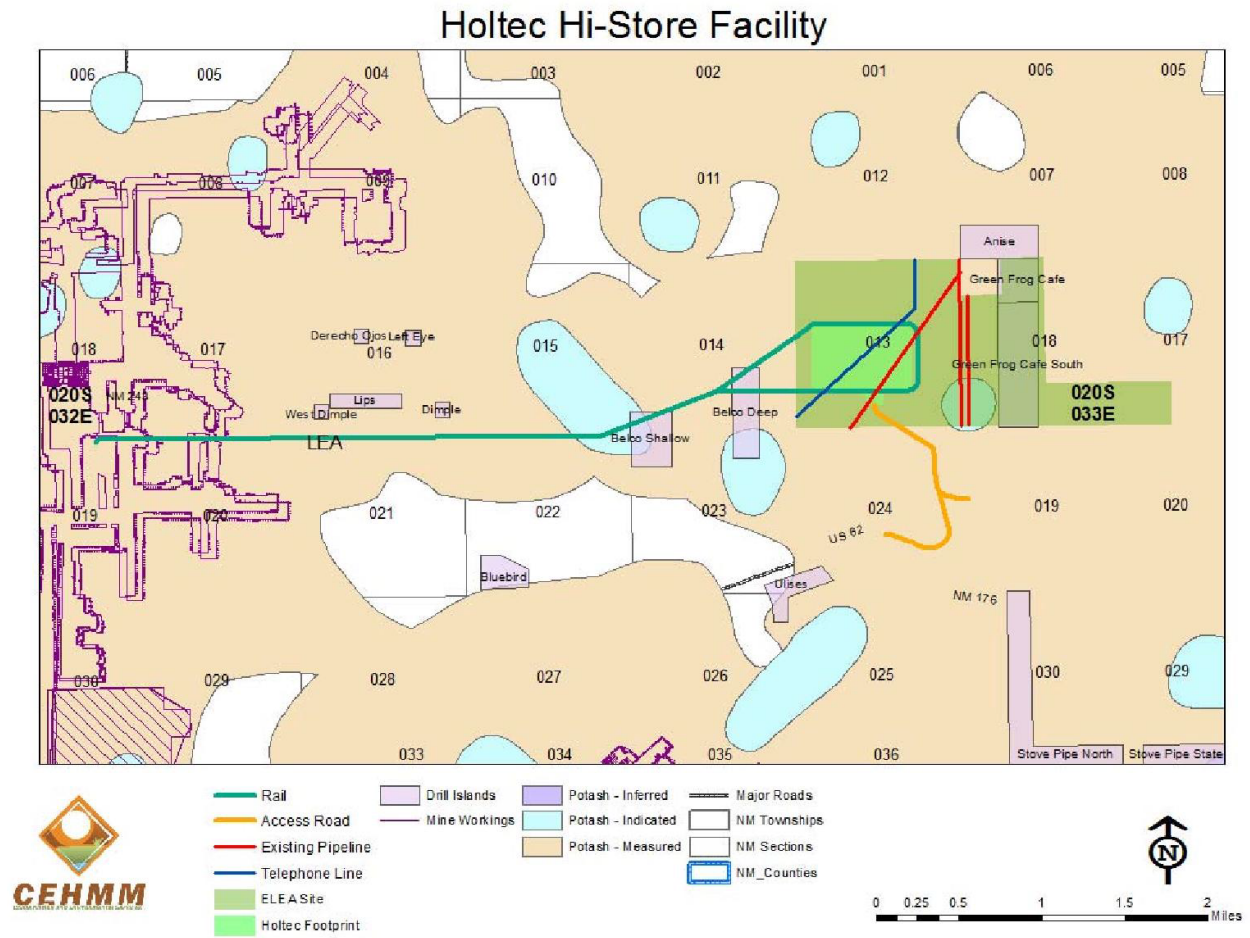 Holtec Hi-Store Facility
006 005 004 003 002 001 006 005
007 008 009 010 011 012 007 008
Anise
Green Frog Cafe
Derecho Ojos Left Eye
018 017 016 015 014 013 018 017
Green Frog Cafe South
020S
032E
NM 243
Lips
West Dimple
Dimple
Belco Deep
020S
033E
LEA
Belco Shallow
019 020 021 022 023 024 019 020
US 62
Bluebird
Ulises
NM 176
030 029 028 027 026 025 030 029
033 034 035 036
Stove Pipe North Stove Pipe State
Rail
Access Road
Existing Pipeline
Telephone Line
ELEA Site
Holtec Footprint
Drill Islands
Mine Workings
Potash - Inferred
Potash - Indicated
Potash - Measured
Major Roads
NM Townships
NM Sections
NM_Counties
CEHMM
N
0 0.25 0.5 1 1.5 2
Miles